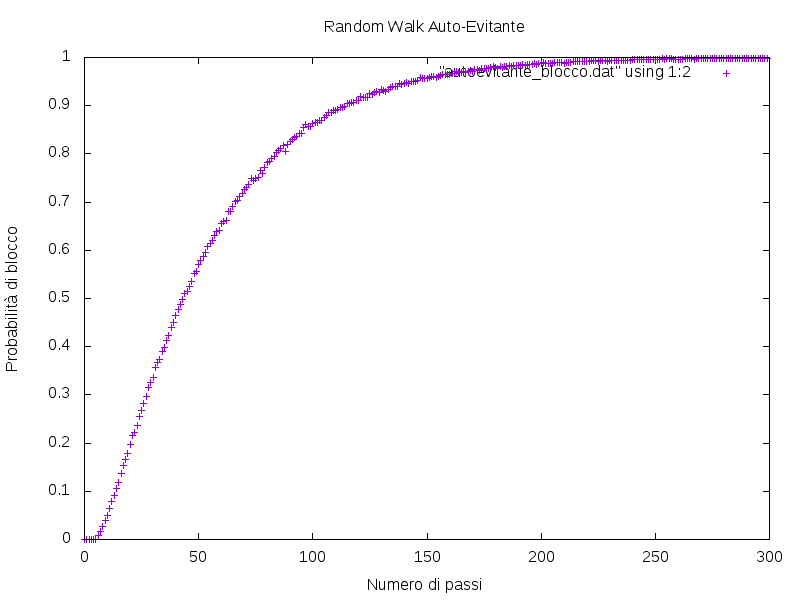 Random Walk Auto-Evitante
1
"autoevitante_blocco.dat" using 1:2
0.9
0.8
0.7
0.6
0.5
0.4
0.3
0.2
0.1
0
Probabilità di blocco
0 50 100 150 200 250 300
Numero di passi